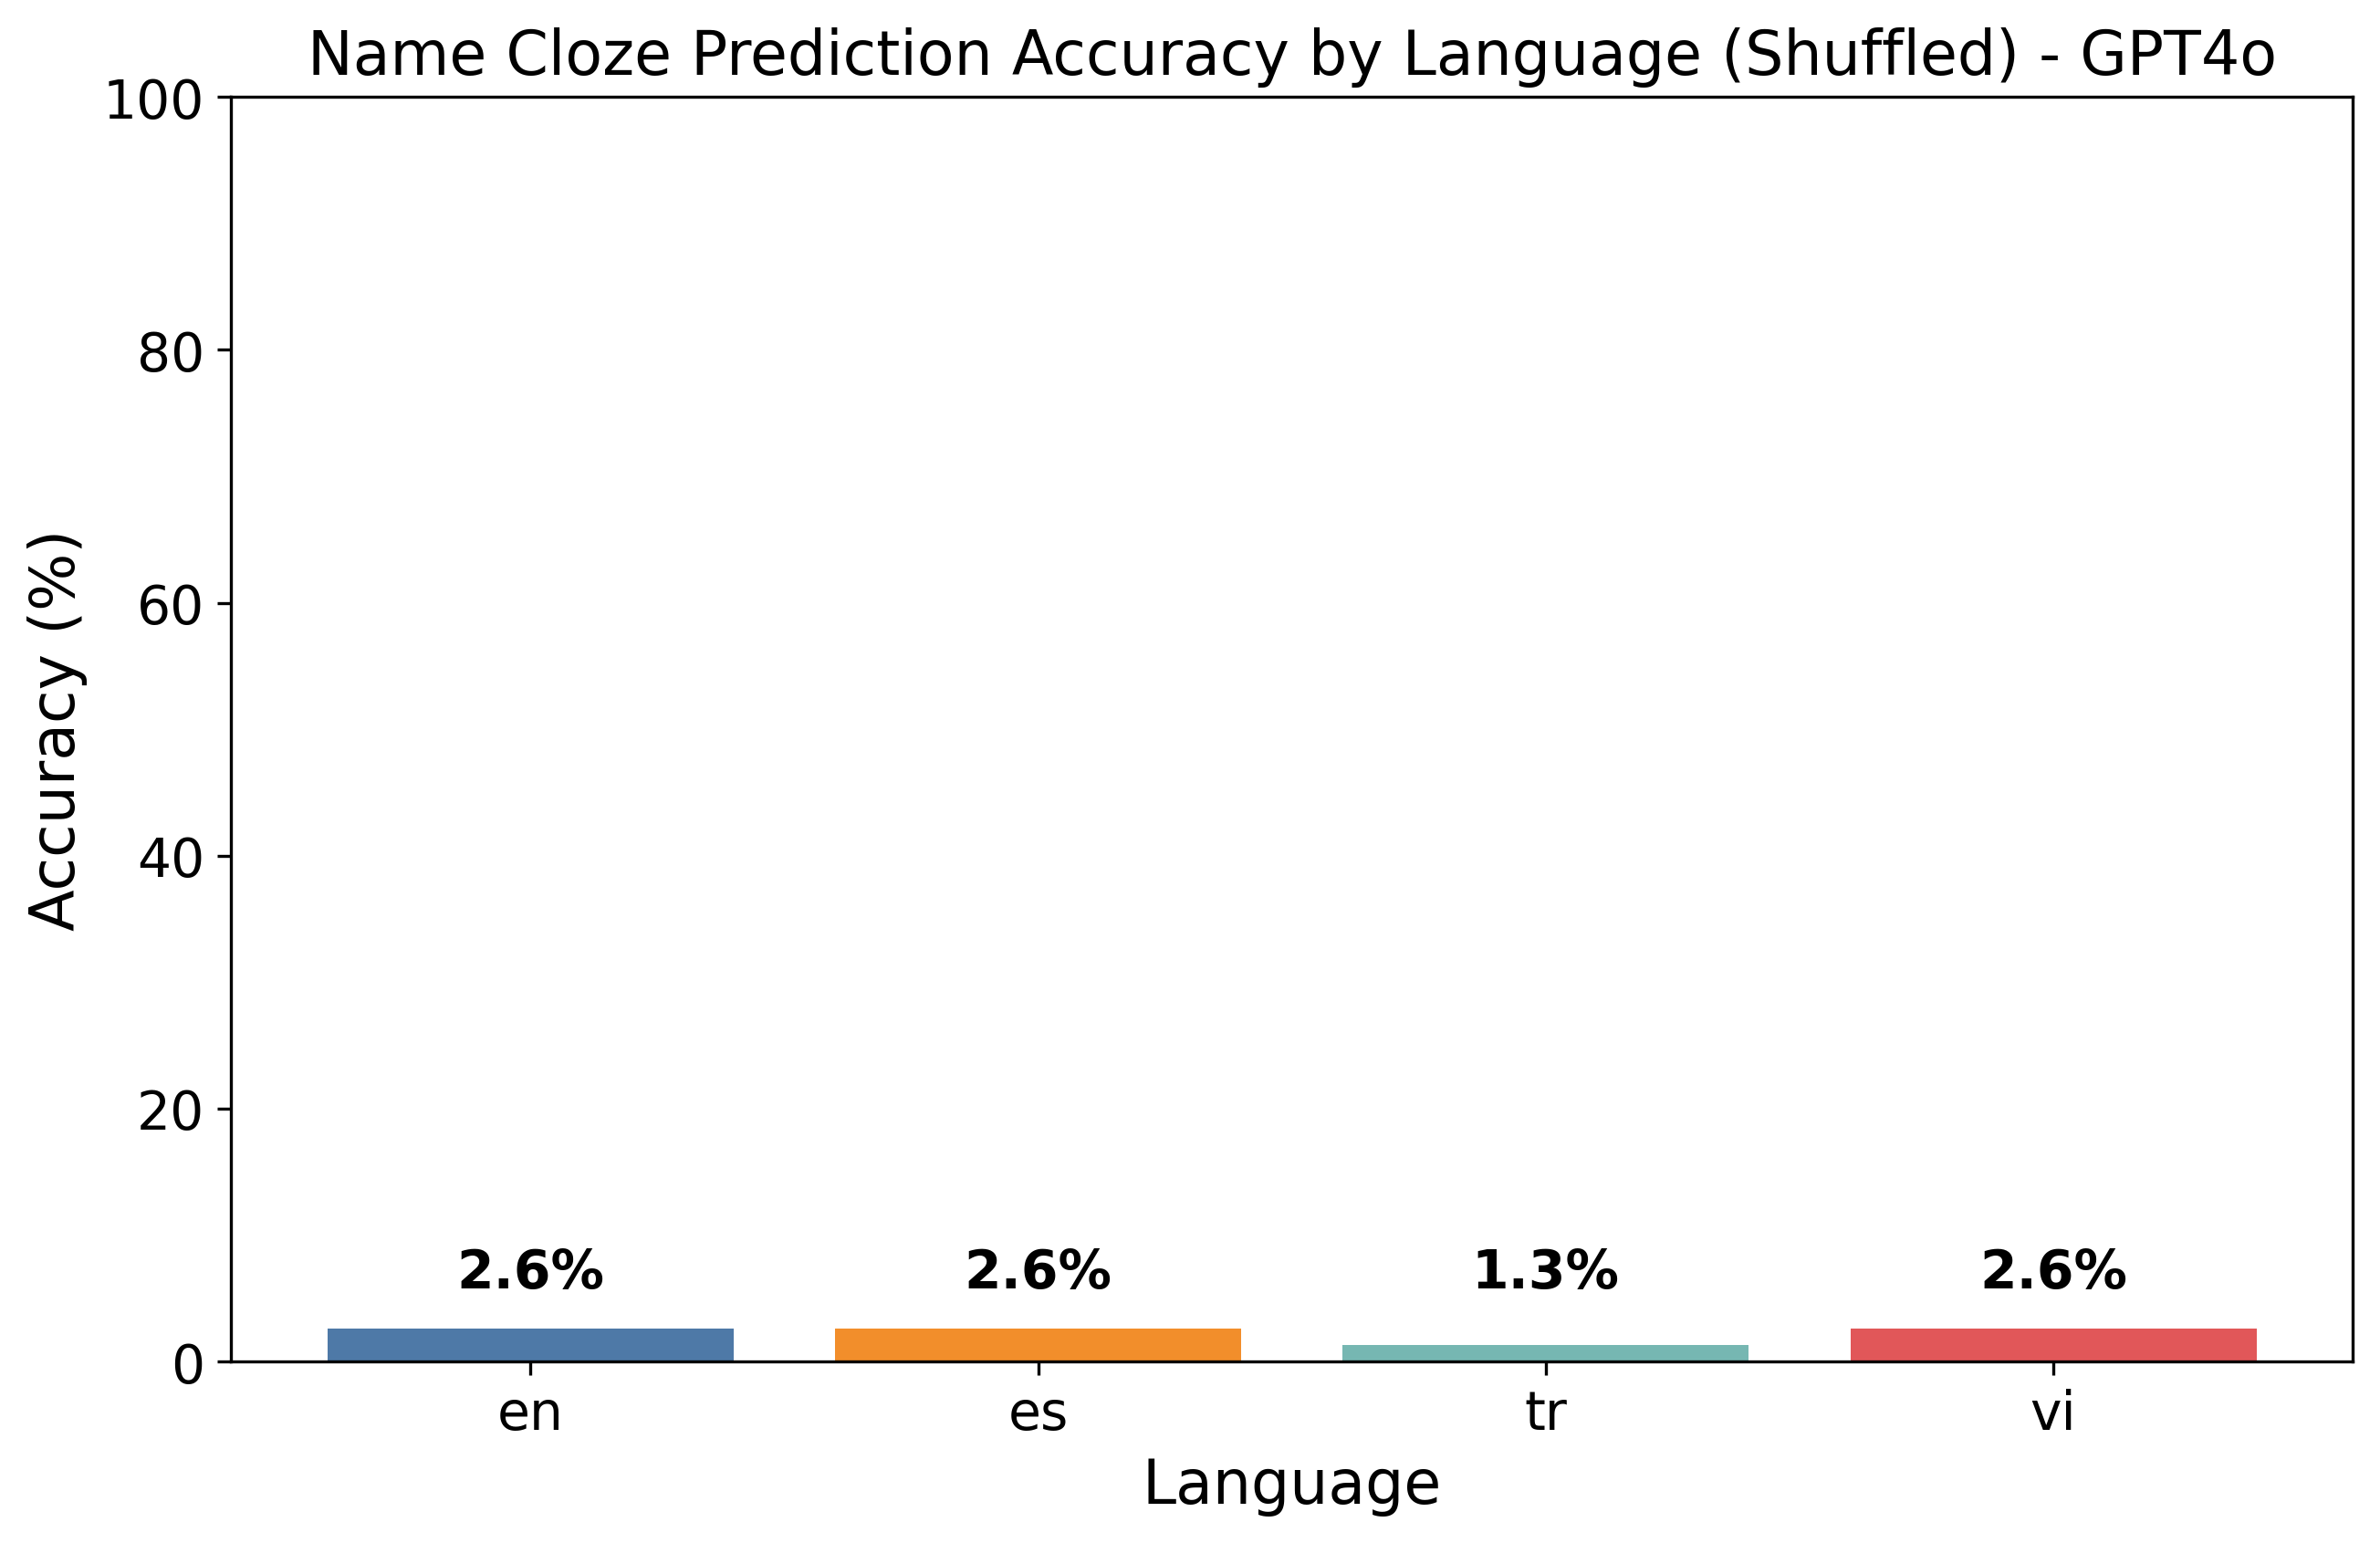 Name Cloze Prediction Accuracy by Language (Shuffled) - GPT4o
Accuracy (%)
100
80
60
40
20
0
2.6%
2.6%
1.3%
2.6%
en
es
tr
vi
Language